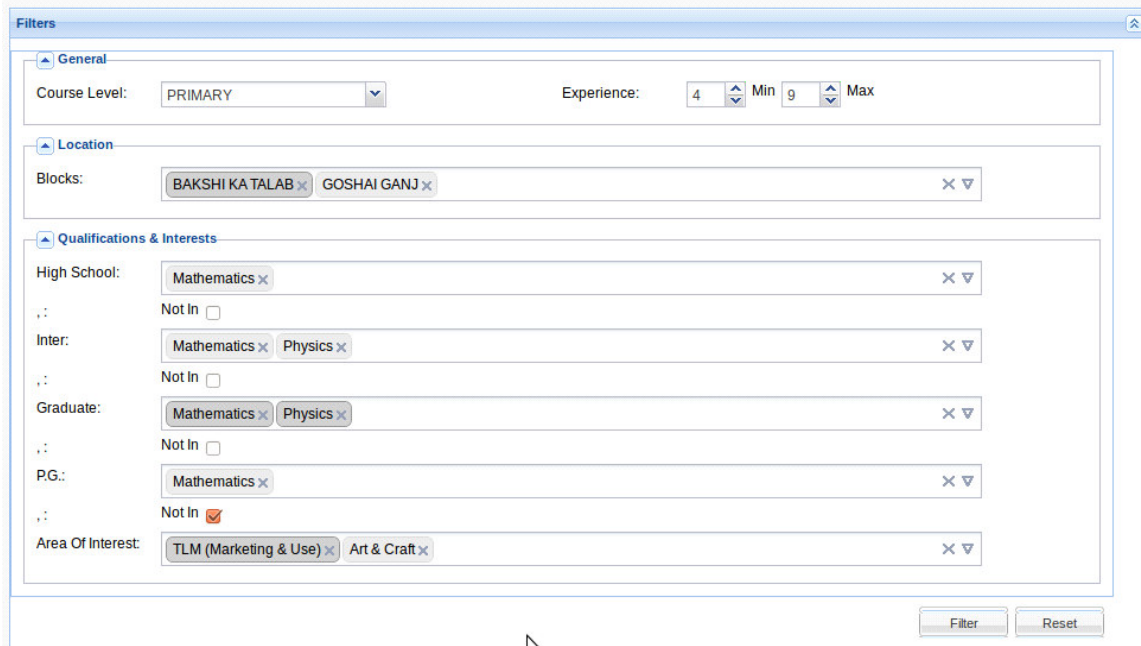 Filters
General
Course Level: PRIMARY Experience: 4 Min 9 Max
Location
Blocks: BAKSHI KA TALAB GOSHAI GANJ
Qualifications & Interests
High School: Mathematics
, : Not In
Inter: Mathematics Physics
, : Not In
Graduate: Mathematics Physics
, : Not In
P.G.: Mathematics
, : Not In
Area Of Interest: TLM (Marketing & Use) Art & Craft
Filter Reset